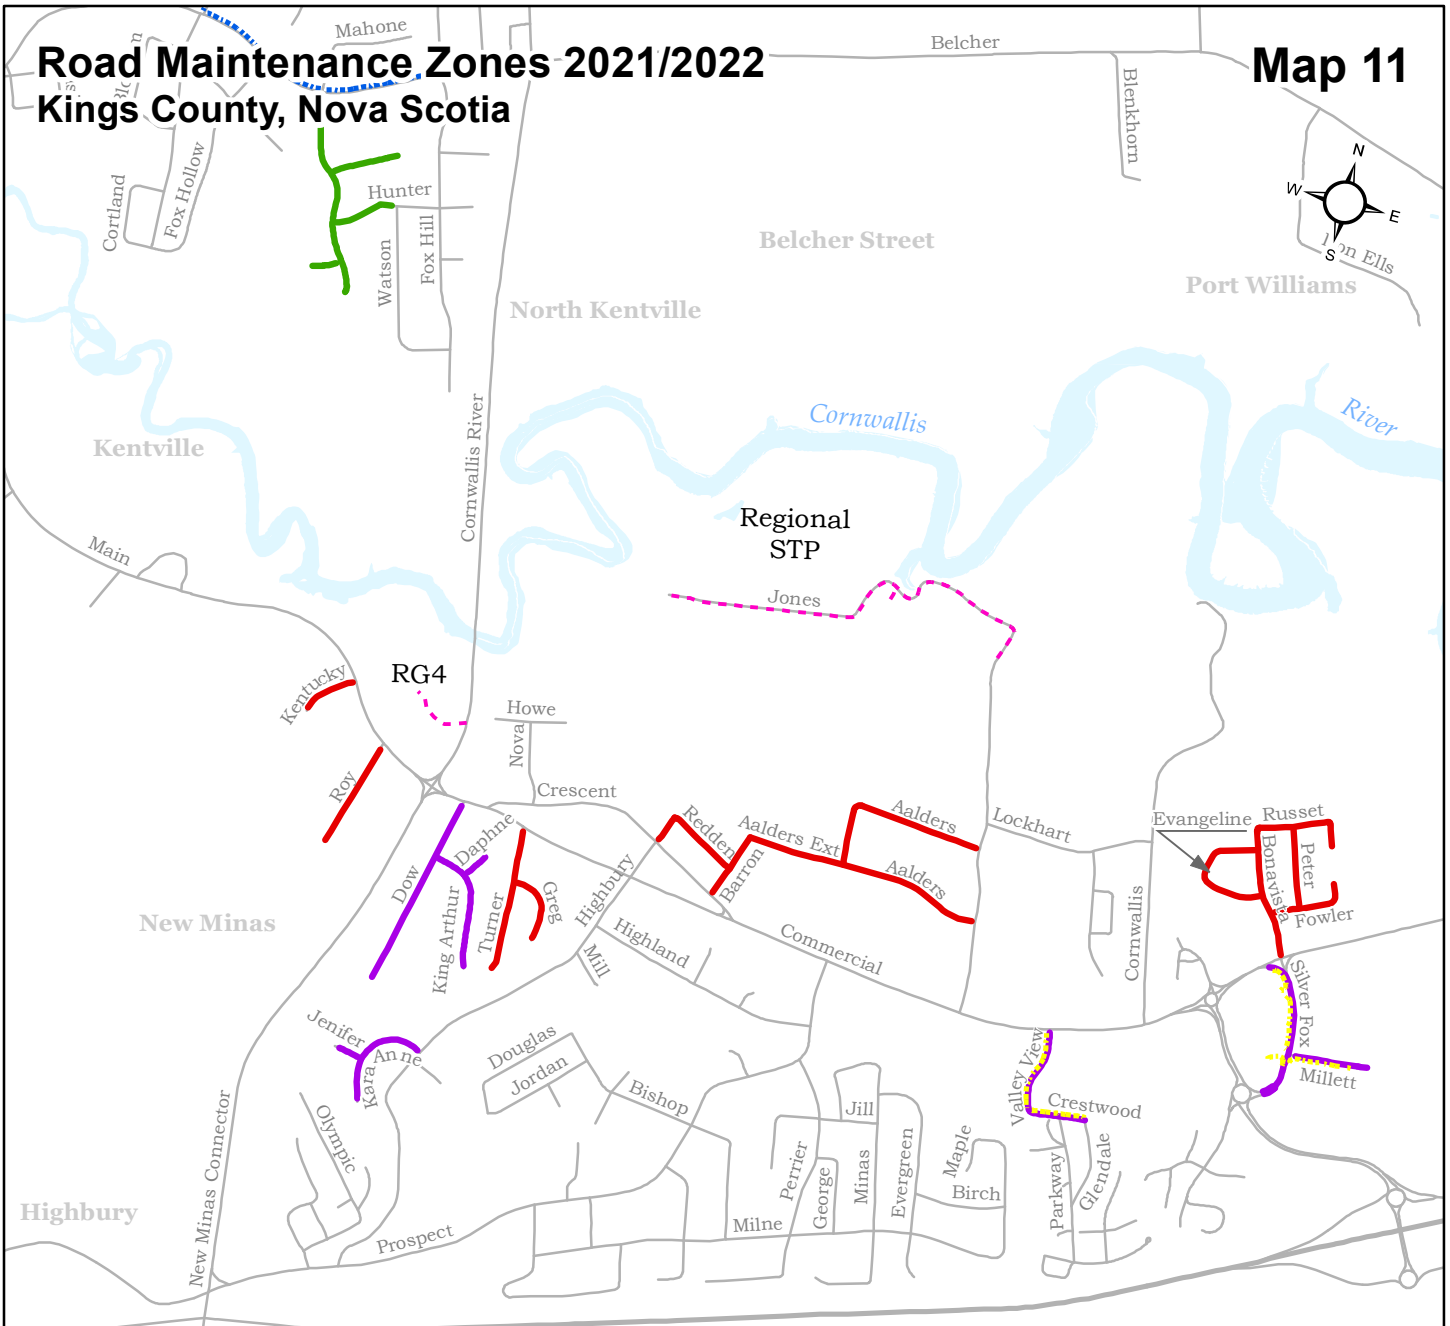 Mahone
Belcher
Road Maintenance Zones 2021/2022
Map 11
Kings County, Nova Scotia
Blenkhorn
N
W
E
S
Cortland
Fox Hollow
Hunter
Watson
Fox Hill
Belcher Street
Ells
Port Williams
North Kentville
Cornwallis
River
Kentville
Cornwallis River
Regional
STP
Main
Jones
Kentucky
RG4
Howe
Nova
Roy
Crescent
Redden
Aalders Ext
Aalders
Lockhart
Evangeline
Russet
Daphne
Barron
Aalders
Bonavista
Peter
Dow
King Arthur
Turner
Greg
Highbury
Fowler
New Minas
Mill
Highland
Commercial
Cornwallis
Silver Fox
Jenifer
Anne
Kara
Douglas
Jordan
Valley View
Millett
Crestwood
Bishop
Jill
Olympic
New Minas Connector
Perrier
George
Minas
Evergreen
Maple
Birch
Parkway
Glendale
Highbury
Prospect
Milne